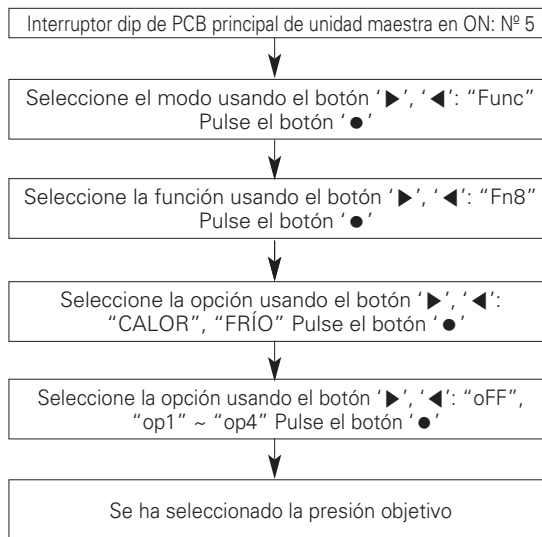 Interruptor dip de PCB principal de unidad maestra en ON: Nº 5
Seleccione el modo usando el botón ‘▶’, ‘◀’: “Func”
Pulse el botón ‘●’
Seleccione la función usando el botón ‘▶’, ‘◀’: “Fn8”
Pulse el botón ‘●’
Seleccione la opción usando el botón ‘▶’, ‘◀’:
“CALOR”, “FRÍO” Pulse el botón ‘●’
Seleccione la opción usando el botón ‘▶’, ‘◀’: “oFF”,
“op1” ~ “op4” Pulse el botón ‘●’
Se ha seleccionado la presión objetivo